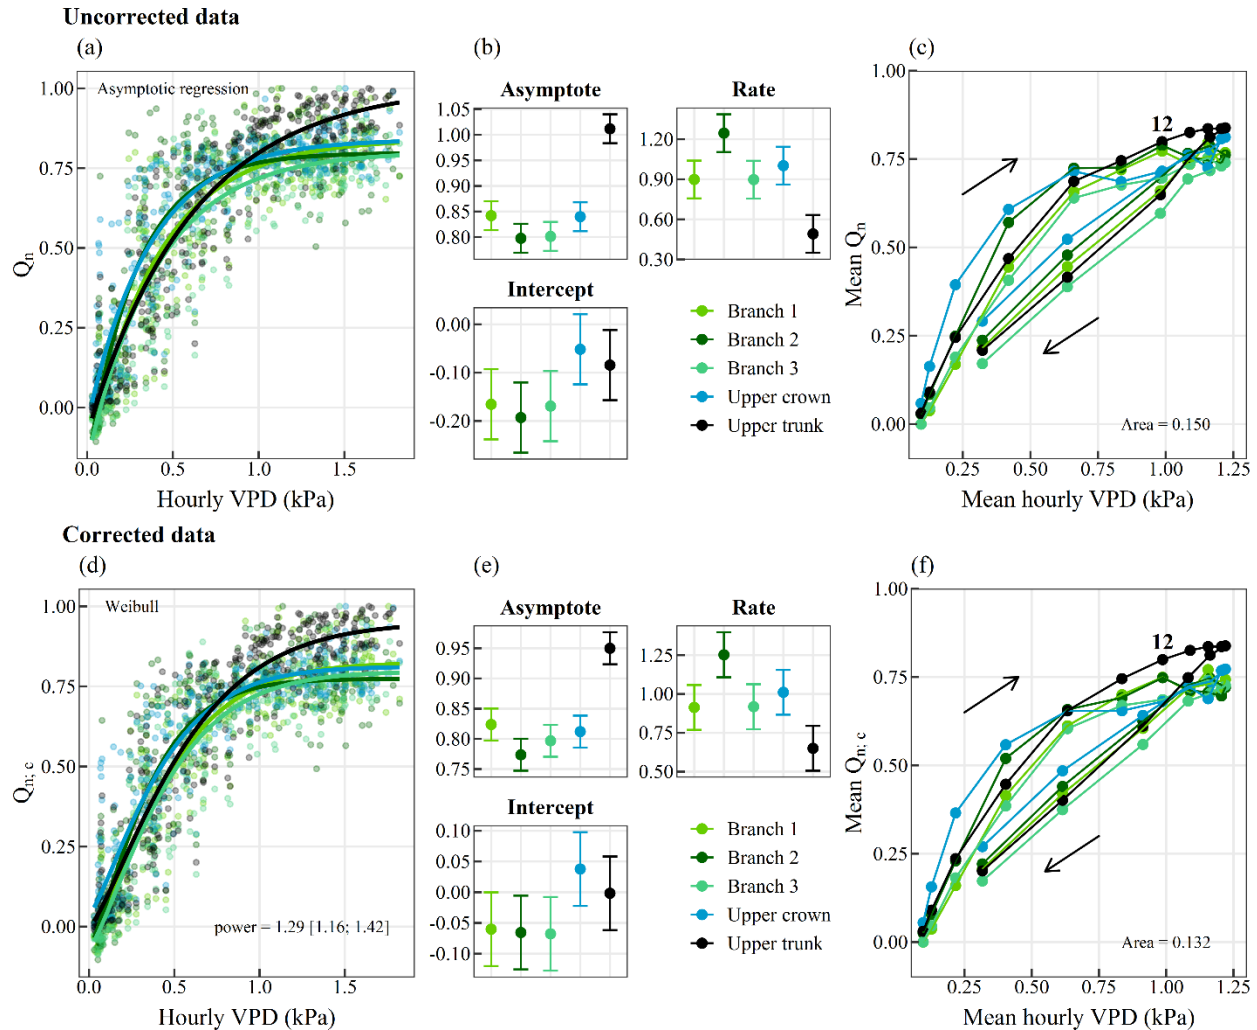 Uncorrected data
(a)
Asymptotic regression
1.00
0.75
0.50
0.25
0.00
Qn
0.0
0.5
1.0
1.5
Hourly VPD (kPa)
(b)
Asymptote
1.05
1.00
0.95
0.90
0.85
0.80
Rate
1.20
0.90
0.60
0.30
Intercept
0.00
-0.10
-0.20
Branch 1
Branch 2
Branch 3
Upper crown
Upper trunk
(c)
1.00
0.75
0.50
0.25
0.00
Mean Qn
12
Area = 0.150
0.25
0.50
0.75
1.00
1.25
Mean hourly VPD (kPa)
Corrected data
(d)
Weibull
1.00
0.75
0.50
0.25
0.00
Qn; c
power = 1.29 [1.16; 1.42]
0.0
0.5
1.0
1.5
Hourly VPD (kPa)
(e)
Asymptote
0.95
0.90
0.85
0.80
0.75
Rate
1.25
1.00
0.75
0.50
Intercept
0.10
0.05
0.00
-0.05
-0.10
Branch 1
Branch 2
Branch 3
Upper crown
Upper trunk
(f)
1.00
0.75
0.50
0.25
0.00
Mean Qn; c
12
Area = 0.132
0.25
0.50
0.75
1.00
1.25
Mean hourly VPD (kPa)